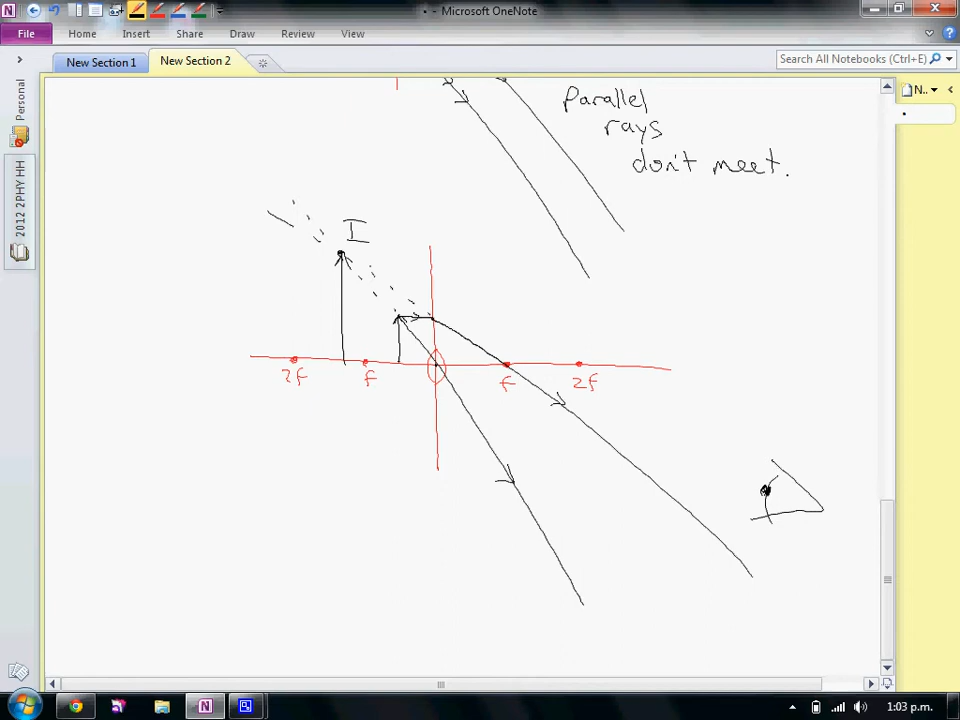 Microsoft OneNote
File Home Insert Share Review View
New Section 1 New Section 2
Search All Notebooks (Ctrl+E)
N..
Personal
2012 2PHY HH
Parallel
rays
don't meet.
I
2f f f 2f
1:03 p.m.